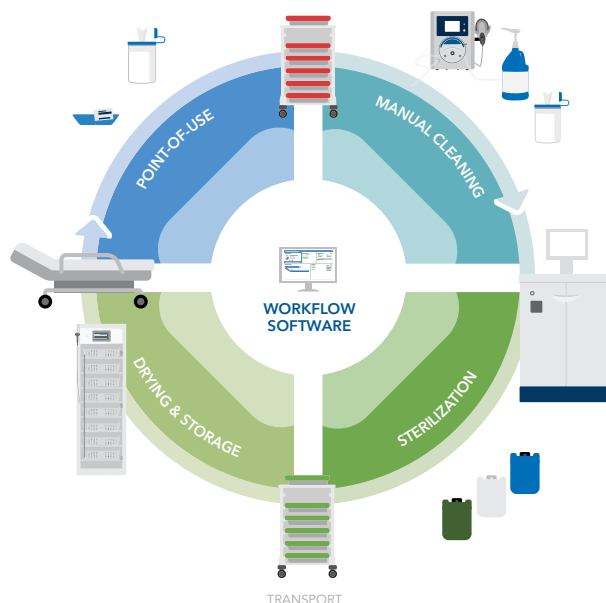 POINT-OF-USE
MANUAL CLEANING
WORKFLOW
SOFTWARE
DRYING & STORAGE
STERILIZATION
TRANSPORT